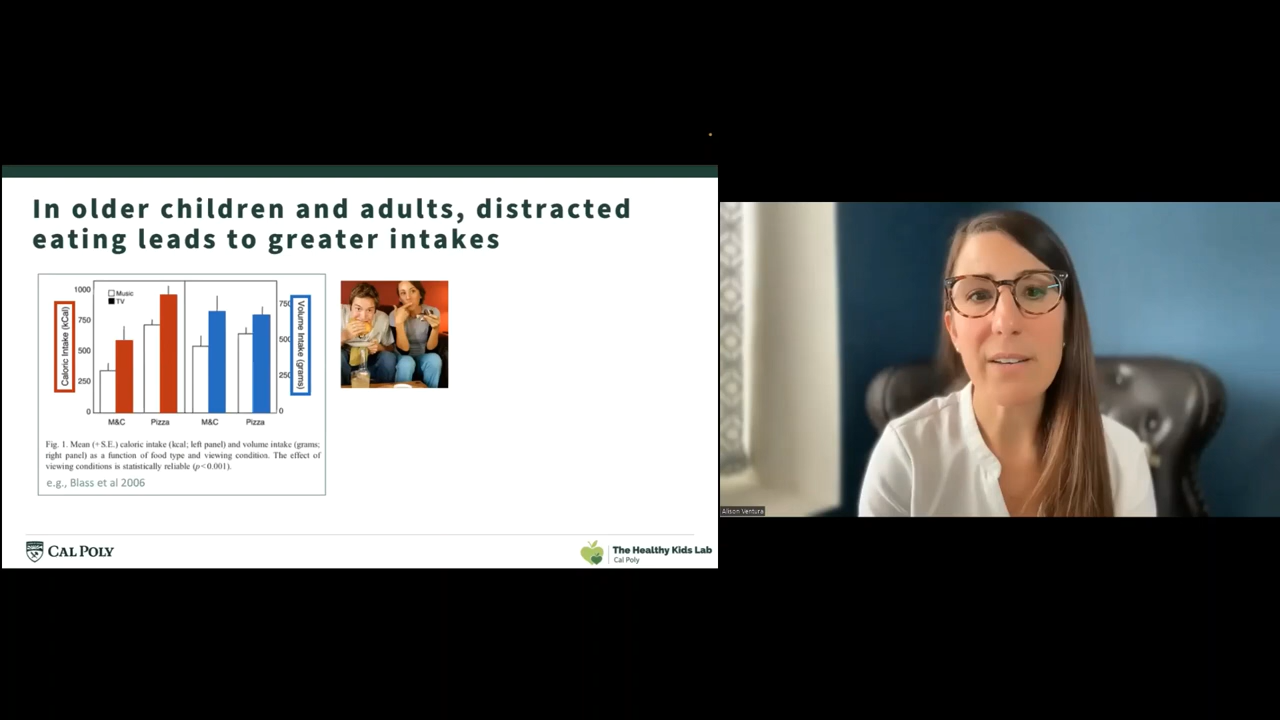 In older children and adults, distracted
eating leads to greater intakes
1000
750
500
250
0
Caloric Intake (kCal)
Music
TV
M&C
Pizza
M&C
Pizza
750
500
250
0
Volume Intake (grams)
Fig. 1. Mean (+S.E.) caloric intake (kcal; left panel) and volume intake (grams;
right panel) as a function of food type and viewing condition. The effect of
viewing conditions is statistically reliable (p<0.001).
e.g., Blass et al 2006
CAL POLY
The Healthy Kids Lab
Cal Poly
Alison Ventura